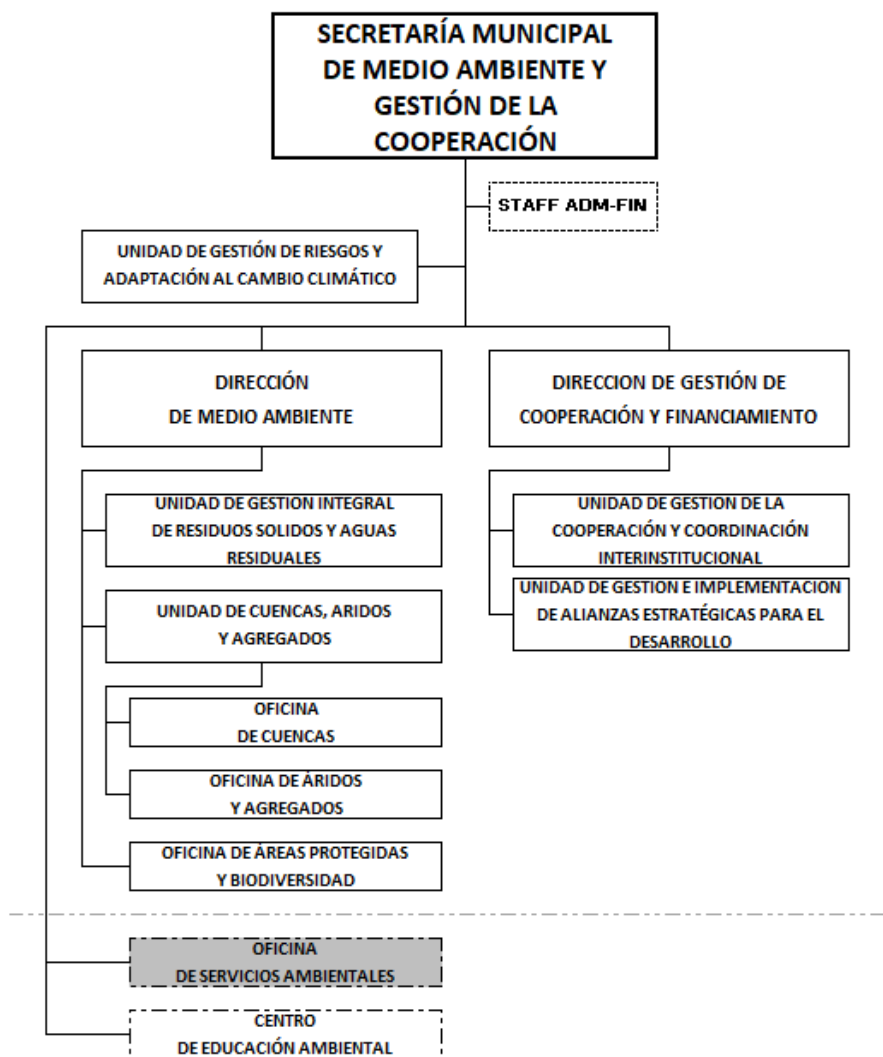 SECRETARÍA MUNICIPAL
DE MEDIO AMBIENTE Y
GESTIÓN DE LA
COOPERACIÓN
STAFF ADM-FIN
UNIDAD DE GESTIÓN DE RIESGOS Y
ADAPTACIÓN AL CAMBIO CLIMÁTICO
DIRECCIÓN
DE MEDIO AMBIENTE
UNIDAD DE GESTION INTEGRAL
DE RESIDUOS SOLIDOS Y AGUAS
RESIDUALES
UNIDAD DE CUENCAS, ARIDOS
Y AGREGADOS
OFICINA
DE CUENCAS
OFICINA DE ÁRIDOS
Y AGREGADOS
OFICINA DE ÁREAS PROTEGIDAS
Y BIODIVERSIDAD
DIRECCION DE GESTIÓN DE
COOPERACIÓN Y FINANCIAMIENTO
UNIDAD DE GESTION DE LA
COOPERACIÓN Y COORDINACIÓN
INTERINSTITUCIONAL
UNIDAD DE GESTION E IMPLEMENTACION
DE ALIANZAS ESTRATÉGICAS PARA EL
DESARROLLO
OFICINA
DE SERVICIOS AMBIENTALES
CENTRO
DE EDUCACIÓN AMBIENTAL